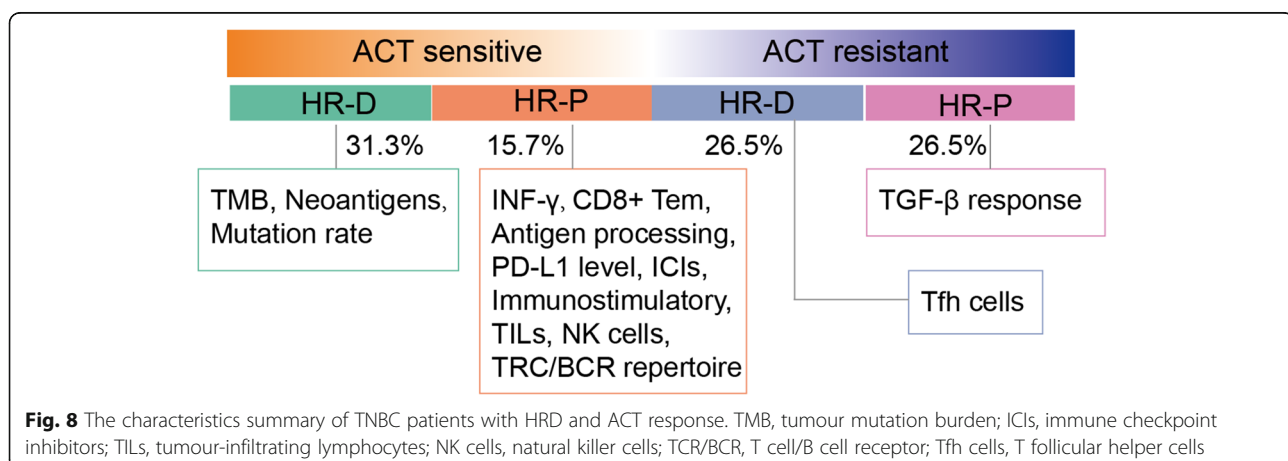 ACT sensitive ACT resistant
HR-D HR-P HR-D HR-P
31.3% 15.7% 26.5% 26.5%
TMB, Neoantigens,
Mutation rate
INF-γ, CD8+ Tem,
Antigen processing,
PD-L1 level, ICIs,
Immunostimulatory,
TILs, NK cells,
TRC/BCR repertoire
TGF-β response
Tfh cells
Fig. 8 The characteristics summary of TNBC patients with HRD and ACT response. TMB, tumour mutation burden; ICIs, immune checkpoint
inhibitors; TILs, tumour-infiltrating lymphocytes; NK cells, natural killer cells; TCR/BCR, T cell/B cell receptor; Tfh cells, T follicular helper cells